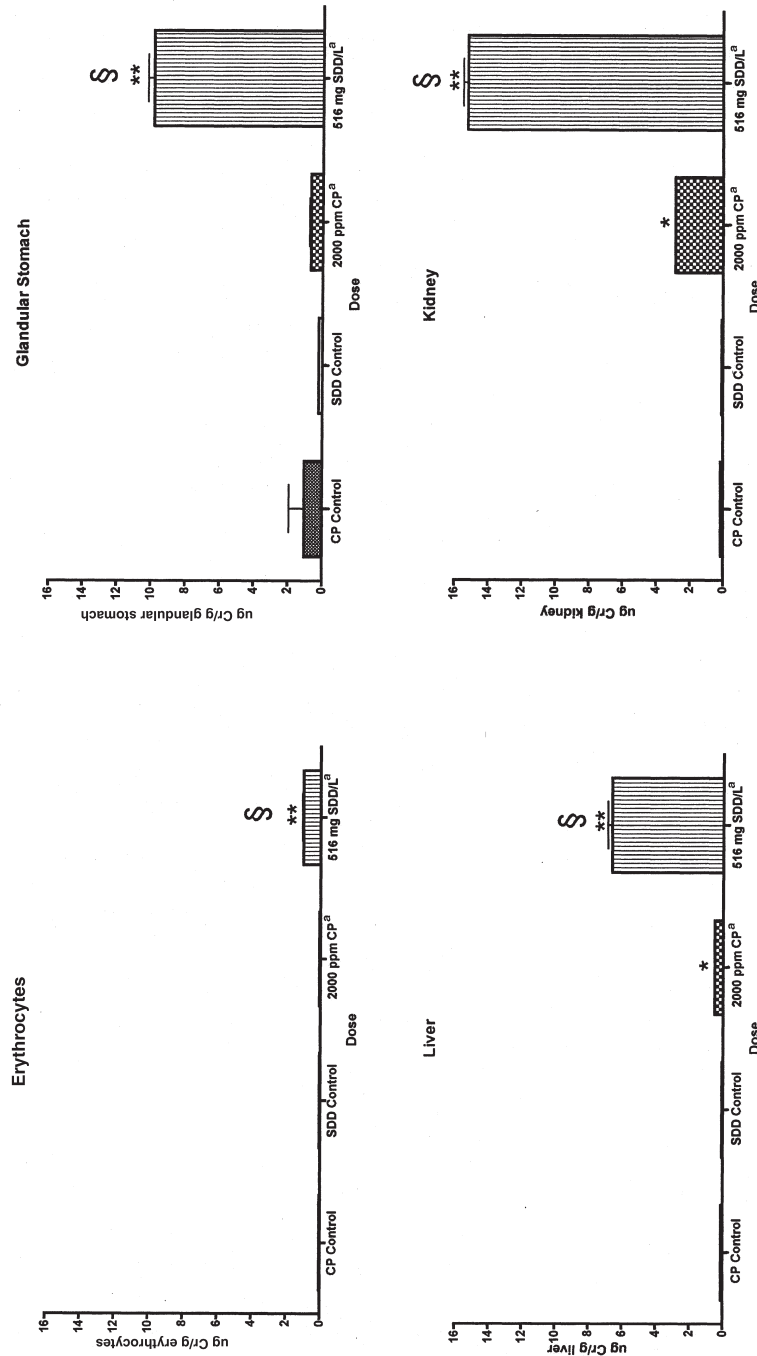 Erythrocytes
ug Cr/g erythrocytes
16
14
12
10
8
6
4
2
0
§
**
CP Control
SDD Control
2000 ppm CPª
516 mg SDD/Lª
Dose
Glandular Stomach
ug Cr/g glandular stomach
16
14
12
10
8
6
4
2
0
§
**
CP Control
SDD Control
2000 ppm CPª
516 mg SDD/Lª
Dose
Liver
ug Cr/g liver
16
14
12
10
8
6
4
2
0
*
§
**
CP Control
SDD Control
2000 ppm CPª
516 mg SDD/Lª
Dose
Kidney
ug Cr/g kidney
16
14
12
10
8
6
4
2
0
*
§
**
CP Control
SDD Control
2000 ppm CPª
516 mg SDD/Lª
Dose